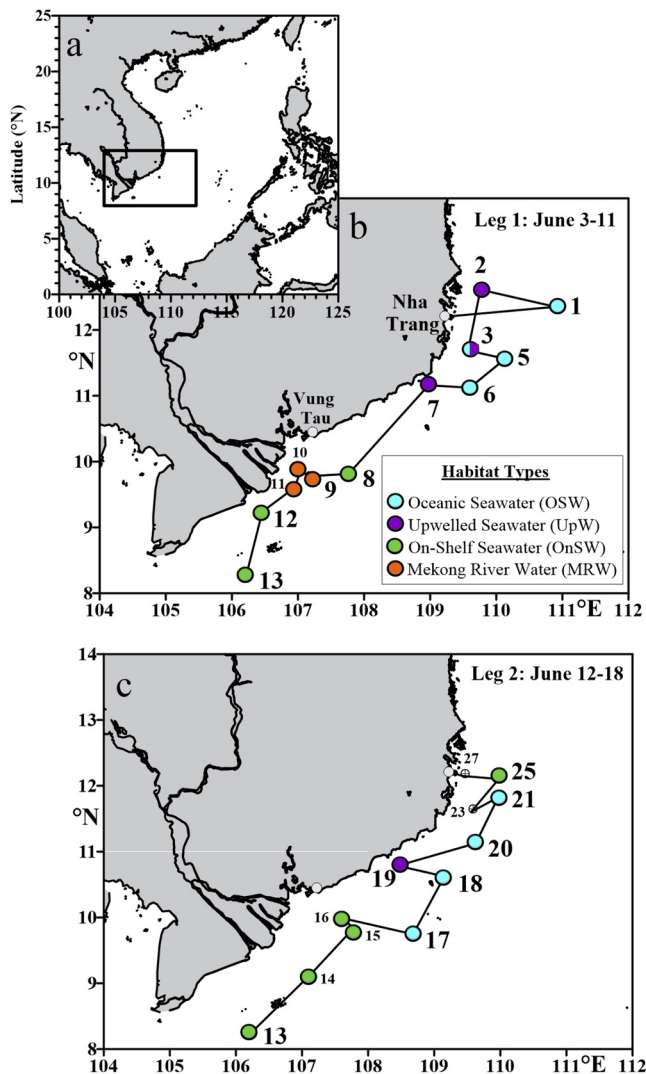 a
25
20
15
10
5
0
Latitude (°N)
100 105 110 115 120 125
b
Leg 1: June 3-11
2
1
Nha
Trang
3
5
6
7
12
°N
11
10
9
8
Vung
Tau
10
11
9
8
12
13
Habitat Types
Oceanic Seawater (OSW)
Upwelled Seawater (UpW)
On-Shelf Seawater (OnSW)
Mekong River Water (MRW)
104 105 106 107 108 109 110 111°E 112
c
Leg 2: June 12-18
14
13
12
°N
11
10
9
8
27
25
23
21
20
19
18
16
15
17
14
13
104 105 106 107 108 109 110 111°E 112